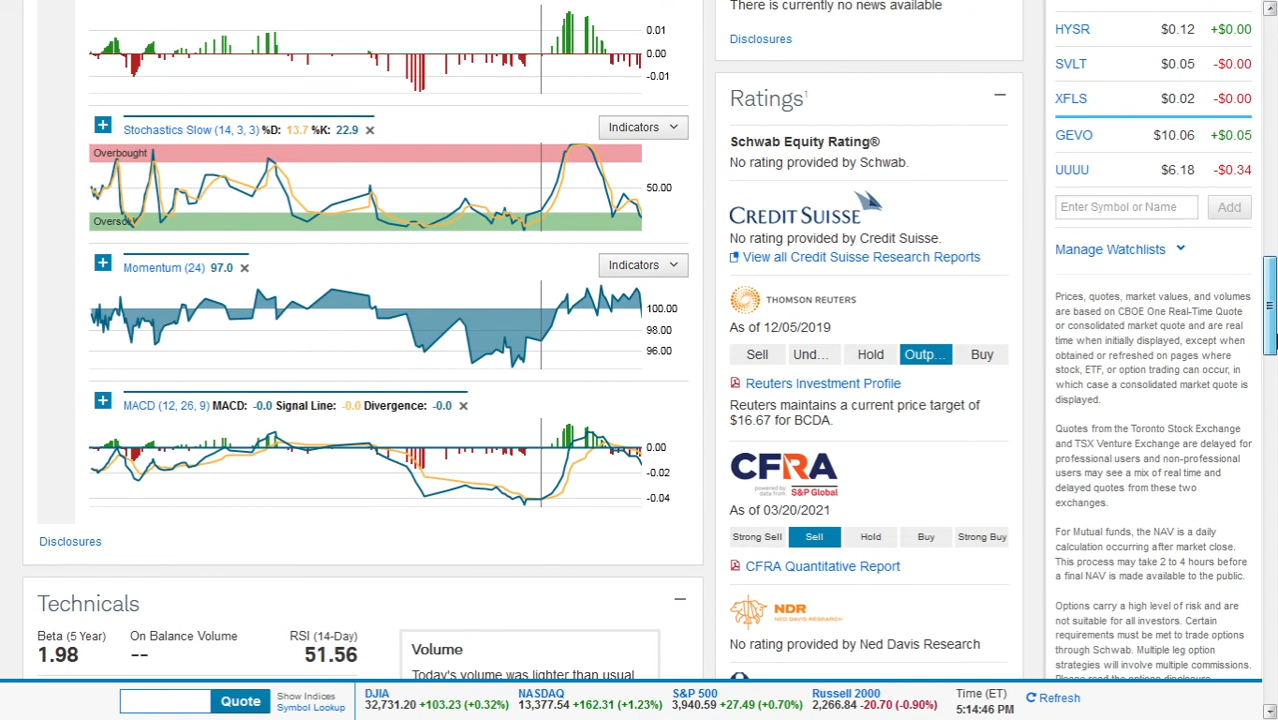 0.01
0.00
-0.01
Stochastics Slow (14, 3, 3) %D: 13.7 %K: 22.9
Indicators
Overbought
50.00
Oversold
Momentum (24) 97.0
Indicators
100.00
98.00
96.00
MACD (12, 26, 9) MACD: -0.0 Signal Line: -0.0 Divergence: -0.0
0.00
-0.02
-0.04
Disclosures
Technicals
Beta (5 Year)
1.98
On Balance Volume
--
RSI (14-Day)
51.56
Volume
Today's volume was lighter than usual
There is currently no news available
Disclosures
Ratings1
Schwab Equity Rating®
No rating provided by Schwab.
CREDIT SUISSE
No rating provided by Credit Suisse.
View all Credit Suisse Research Reports
THOMSON REUTERS
As of 12/05/2019
Sell Und... Hold Outp... Buy
Reuters Investment Profile
Reuters maintains a current price target of
$16.67 for BCDA.
CFRA
powered by
data from S&P Global
As of 03/20/2021
Strong Sell Sell Hold Buy Strong Buy
CFRA Quantitative Report
NDR
NED DAVIS RESEARCH
No rating provided by Ned Davis Research
HYSR $0.12 +$0.00
SVLT $0.05 -$0.00
XFLS $0.02 -$0.00
GEVO $10.06 +$0.05
UUUU $6.18 -$0.34
Enter Symbol or Name Add
Manage Watchlists
Prices, quotes, market values, and volumes
are based on CBOE One Real-Time Quote
or consolidated market quote and are real
time when initially displayed, except when
obtained or refreshed on pages where
stock, ETF, or option trading can occur, in
which case a consolidated market quote is
displayed.
Quotes from the Toronto Stock Exchange
and TSX Venture Exchange are delayed for
professional users and non-professional
users may see a mix of real time and
delayed quotes from these two
exchanges.
For Mutual funds, the NAV is a daily
calculation occurring after market close.
This process may take 2 to 4 hours before
a final NAV is made available to the public.
Options carry a high level of risk and are
not suitable for all investors. Certain
requirements must be met to trade options
through Schwab. Multiple leg option
strategies will involve multiple commissions.
Please read the options disclosure
Quote
Show Indices
Symbol Lookup
DJIA
32,731.20 +103.23 (+0.32%)
NASDAQ
13,377.54 +162.31 (+1.23%)
S&P 500
3,940.59 +27.49 (+0.70%)
Russell 2000
2,266.84 -20.70 (-0.90%)
Time (ET)
5:14:46 PM
Refresh